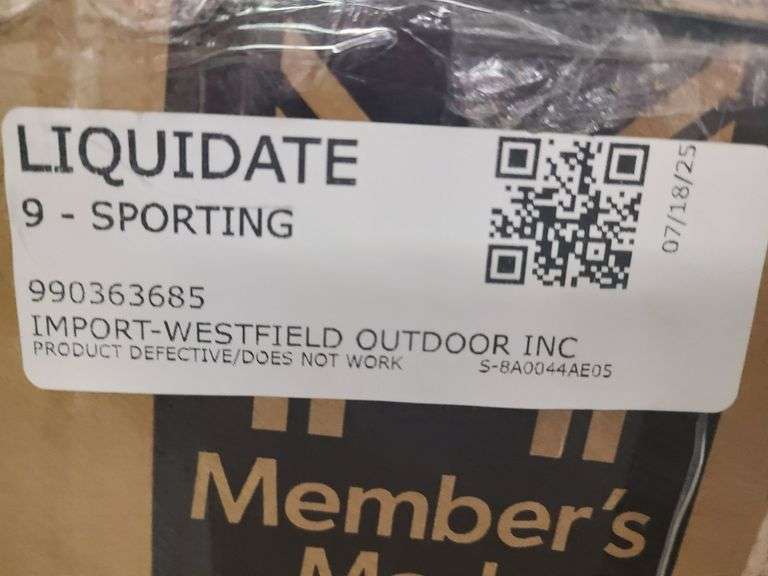 LIQUIDATE
9 - SPORTING
07/18/25
990363685
IMPORT-WESTFIELD OUTDOOR INC
PRODUCT DEFECTIVE/DOES NOT WORK S-8A0044AE05
Member's